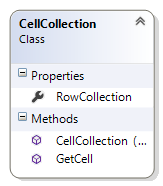 CellCollection
Class
Properties
RowCollection
Methods
CellCollection (...
GetCell